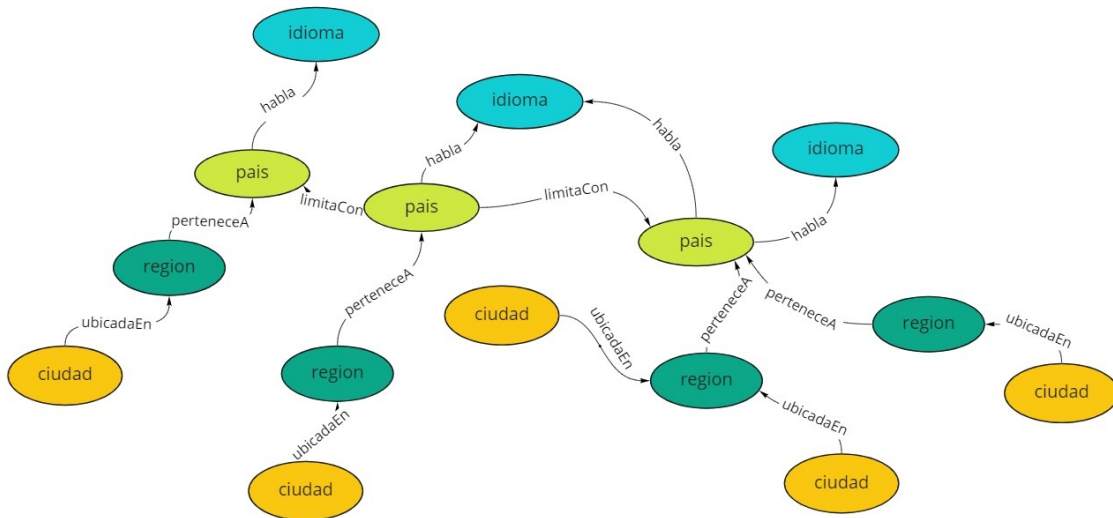 idioma
habla
idioma
habla
idioma
habla
pais
habla
limitaCon
pais
limitaCon
perteneceA
pais
habla
region
perteneceA
perteneceA
perteneceA
ciudad
ubicadaEn
region
ubicadaEn
ubicadaEn
ciudad
region
region
ciudad
ubicadaEn
ubicadaEn
ciudad
ciudad